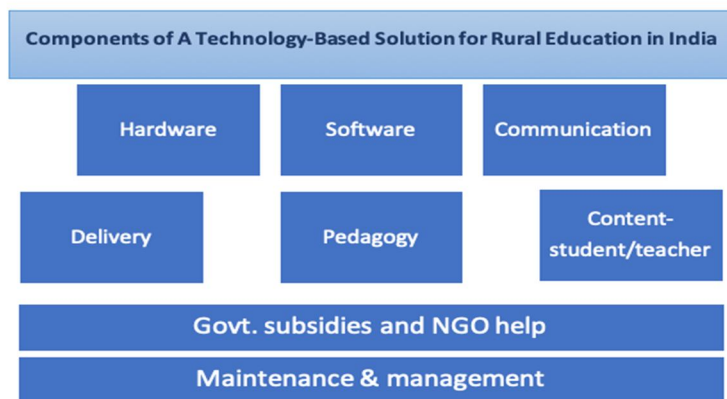 Components of A Technology-Based Solution for Rural Education in India
Hardware
Software
Communication
Delivery
Pedagogy
Content-
student/teacher
Govt. subsidies and NGO help
Maintenance & management